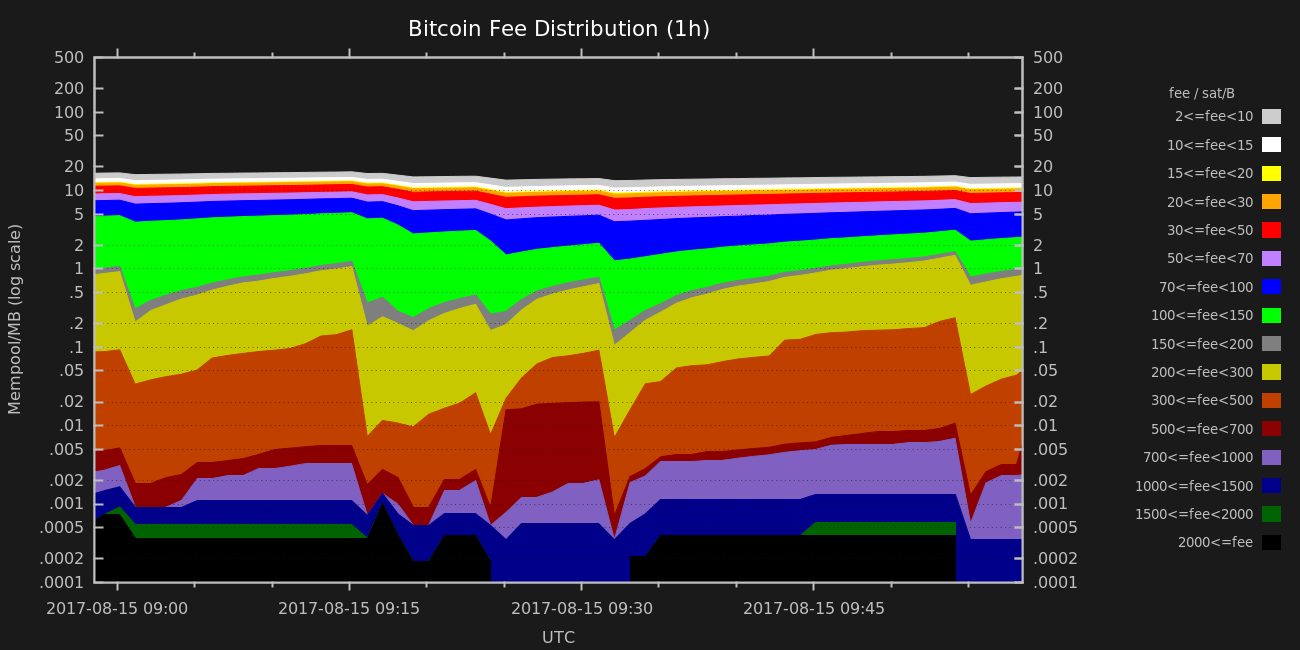 Bitcoin Fee Distribution (1h)
500 500
200 200
100 100
50 50
20 20
10 10
5 5
2 2
1 1
.5 .5
.2 .2
.1 .1
.05 .05
.02 .02
.01 .01
.005 .005
.002 .002
.001 .001
.0005 .0005
.0002 .0002
.0001 .0001
Mempool/MB (log scale)
2017-08-15 09:00 2017-08-15 09:15 2017-08-15 09:30 2017-08-15 09:45
UTC
fee / sat/B
2<=fee<10
10<=fee<15
15<=fee<20
20<=fee<30
30<=fee<50
50<=fee<70
70<=fee<100
100<=fee<150
150<=fee<200
200<=fee<300
300<=fee<500
500<=fee<700
700<=fee<1000
1000<=fee<1500
1500<=fee<2000
2000<=fee